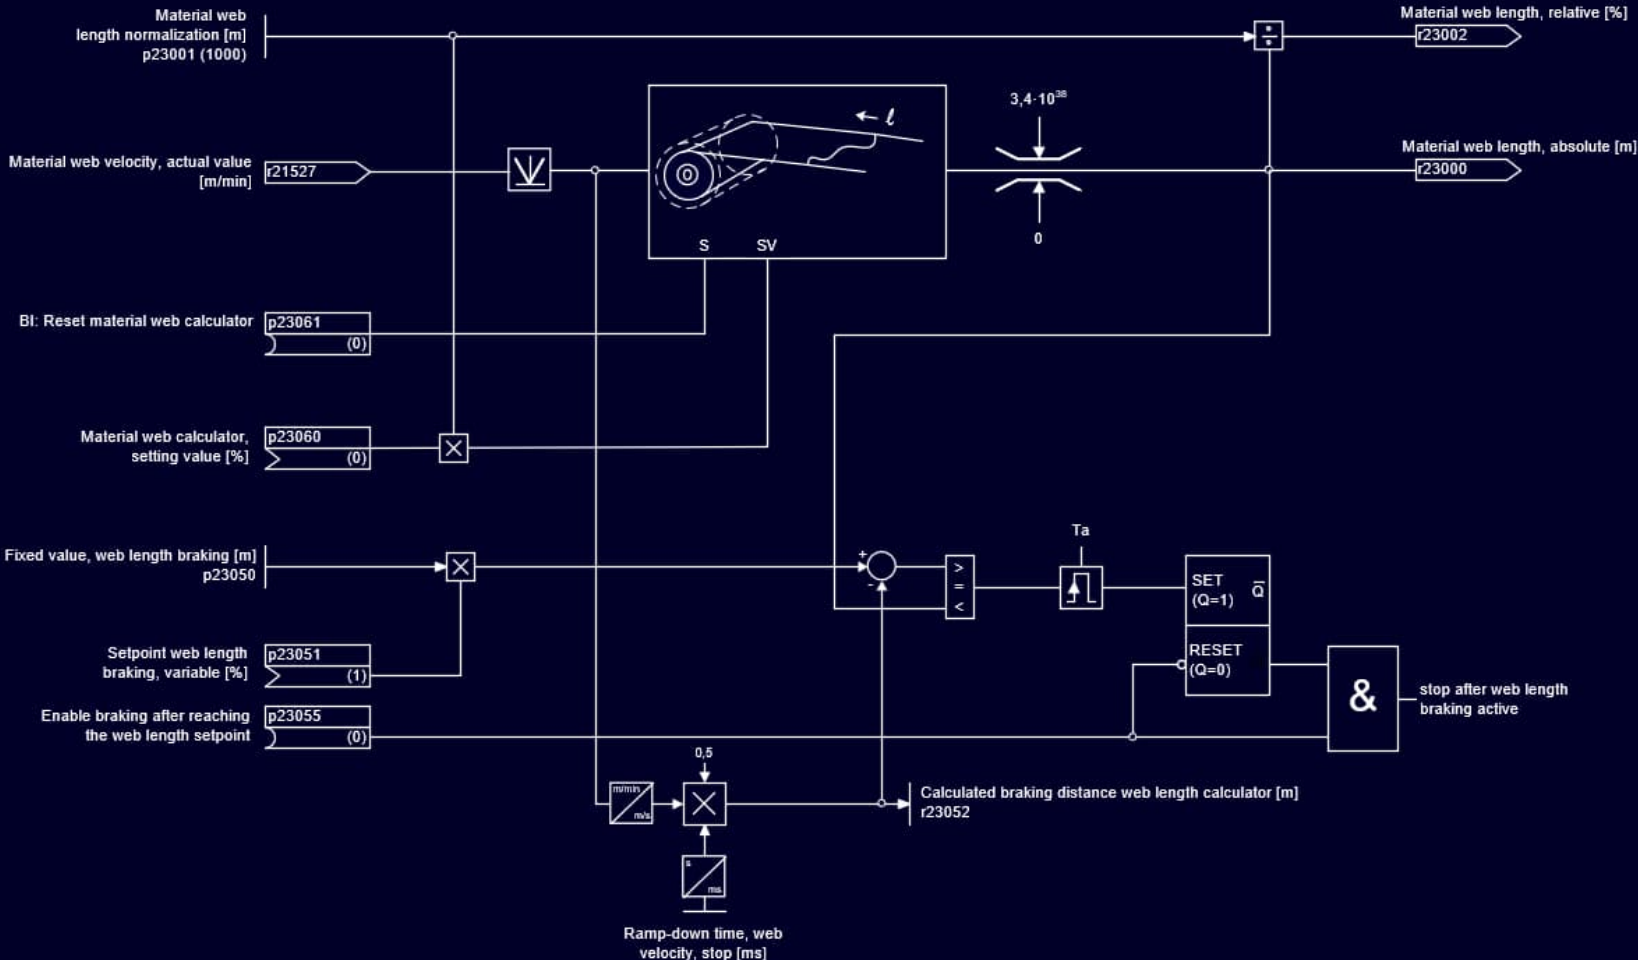 Material web
length normalization [m]
p23001 (1000)
Material web length, relative [%]
r23002
3,4·10³⁸
ℓ
Material web velocity, actual value
[m/min]
r21527
Material web length, absolute [m]
r23000
0
S
SV
BI: Reset material web calculator
p23061
(0)
Material web calculator,
setting value [%]
p23060
(0)
Fixed value, web length braking [m]
p23050
+
-
>
=
<
Ta
SET
(Q=1)
Q̅
RESET
(Q=0)
Setpoint web length
braking, variable [%]
p23051
(1)
&
stop after web length
braking active
Enable braking after reaching
the web length setpoint
p23055
(0)
0,5
m/min
m/s
Calculated braking distance web length calculator [m]
r23052
s
ms
Ramp-down time, web
velocity, stop [ms]